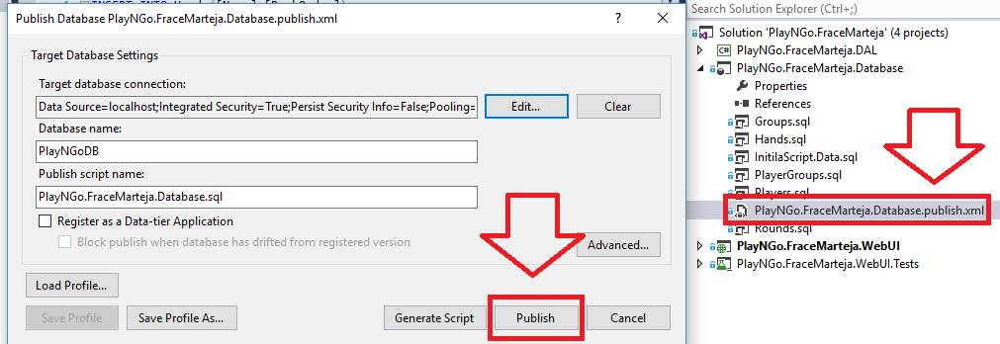 Publish Database PlayNGo.FraceMarteja.Database.publish.xml
Target Database Settings
Target database connection:
Data Source=localhost;Integrated Security=True;Persist Security Info=False;Pooling=
Edit...
Clear
Database name:
PlayNGoDB
Publish script name:
PlayNGo.FraceMarteja.Database.sql
Register as a Data-tier Application
Block publish when database has drifted from registered version
Advanced...
Load Profile...
Save Profile
Save Profile As...
Generate Script
Publish
Cancel
Search Solution Explorer (Ctrl+;)
Solution 'PlayNGo.FraceMarteja' (4 projects)
C# PlayNGo.FraceMarteja.DAL
PlayNGo.FraceMarteja.Database
Properties
References
Groups.sql
Hands.sql
InitilaScript.Data.sql
PlayerGroups.sql
Players.sql
PlayNGo.FraceMarteja.Database.publish.xml
Rounds.sql
PlayNGo.FraceMarteja.WebUI
PlayNGo.FraceMarteja.WebUI.Tests